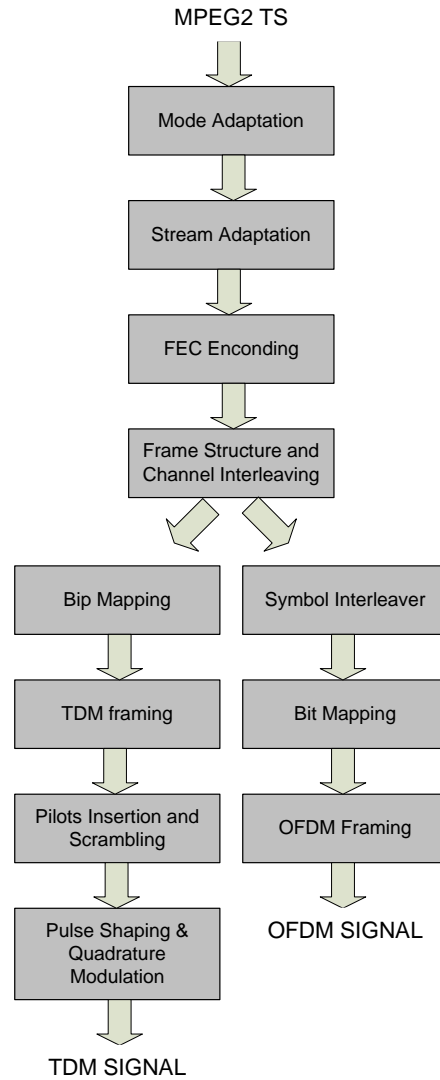 MPEG2 TS
Mode Adaptation
Stream Adaptation
FEC Enconding
Frame Structure and
Channel Interleaving
Bip Mapping
TDM framing
Pilots Insertion and
Scrambling
Pulse Shaping &
Quadrature
Modulation
TDM SIGNAL
Symbol Interleaver
Bit Mapping
OFDM Framing
OFDM SIGNAL